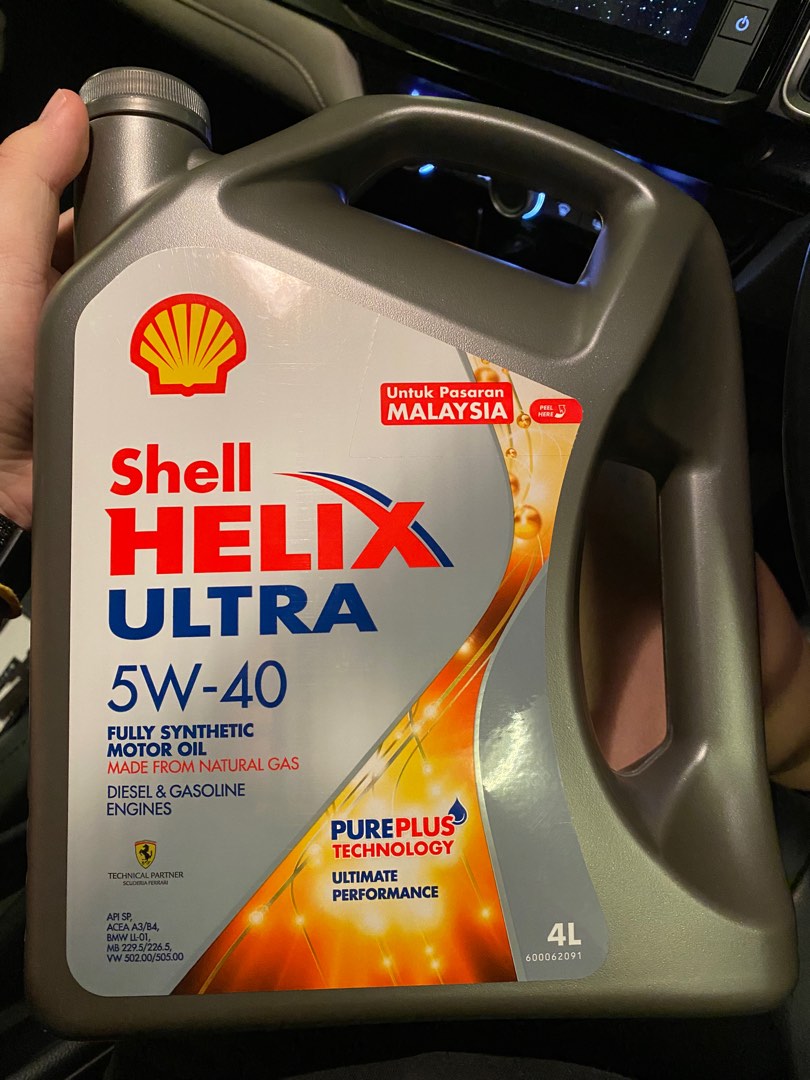 Untuk Pasaran
MALAYSIA
PEEL
HERE
Shell
HELIX
ULTRA
5W-40
FULLY SYNTHETIC
MOTOR OIL
MADE FROM NATURAL GAS
DIESEL & GASOLINE
ENGINES
PUREPLUS
TECHNOLOGY
ULTIMATE
PERFORMANCE
TECHNICAL PARTNER
SCUDERIA FERRARI
API SP,
ACEA A3/B4,
BMW LL-01,
MB 229.5/226.5,
VW 502.00/505.00
4L
600062091